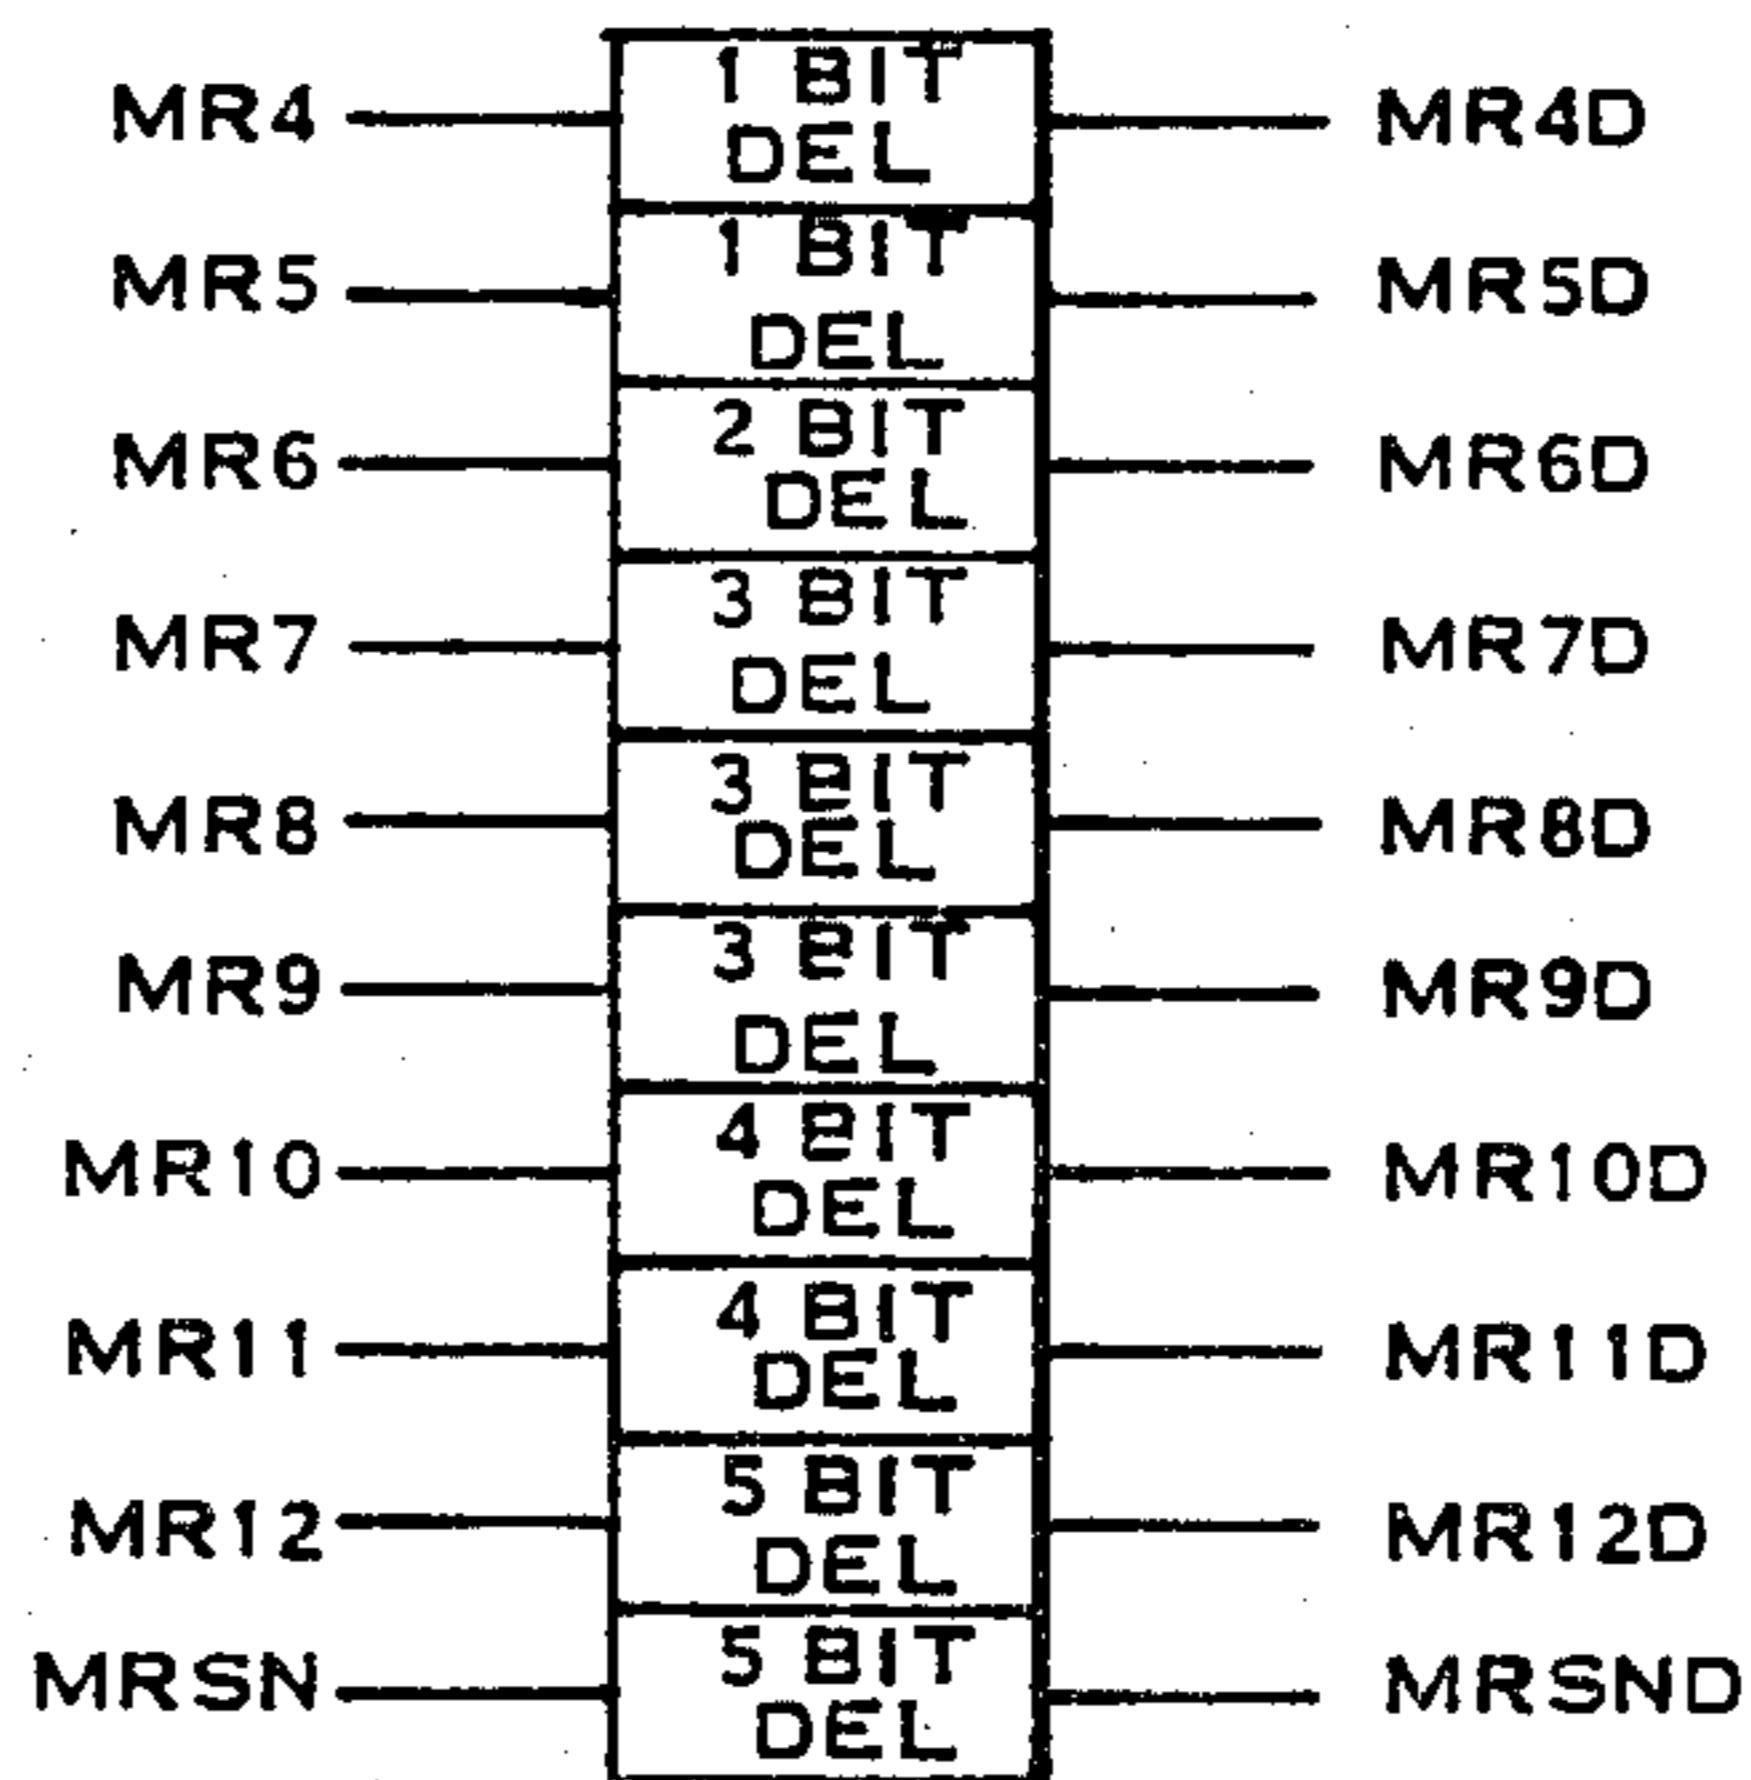 MR4 1 BIT DEL MR4D
MR5 1 BIT DEL MR5D
MR6 2 BIT DEL MR6D
MR7 3 BIT DEL MR7D
MR8 3 BIT DEL MR8D
MR9 3 BIT DEL MR9D
MR10 4 BIT DEL MR10D
MR11 4 BIT DEL MR11D
MR12 5 BIT DEL MR12D
MRSN 5 BIT DEL MRSND